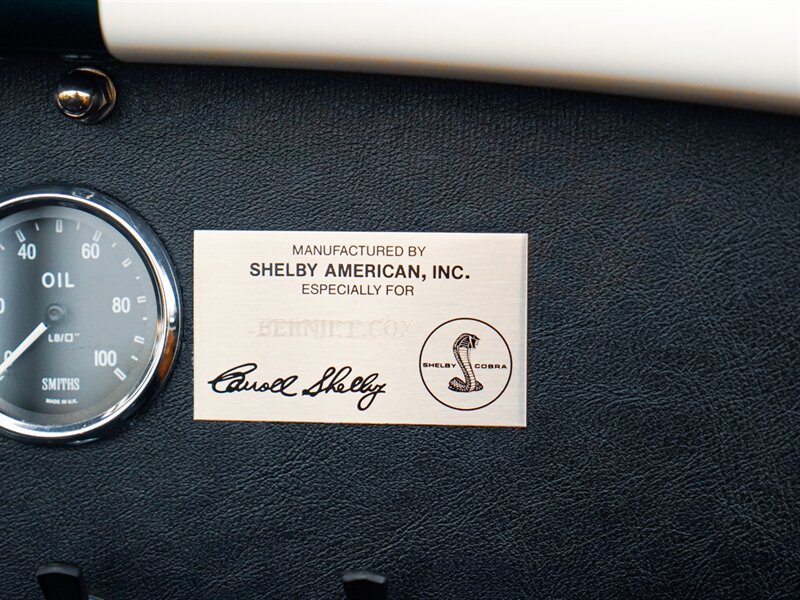 MANUFACTURED BY
SHELBY AMERICAN, INC.
ESPECIALLY FOR
Carroll Shelby
SHELBY COBRA
40 60
OIL
80
LB/□"
100
SMITHS
MADE IN U.K.